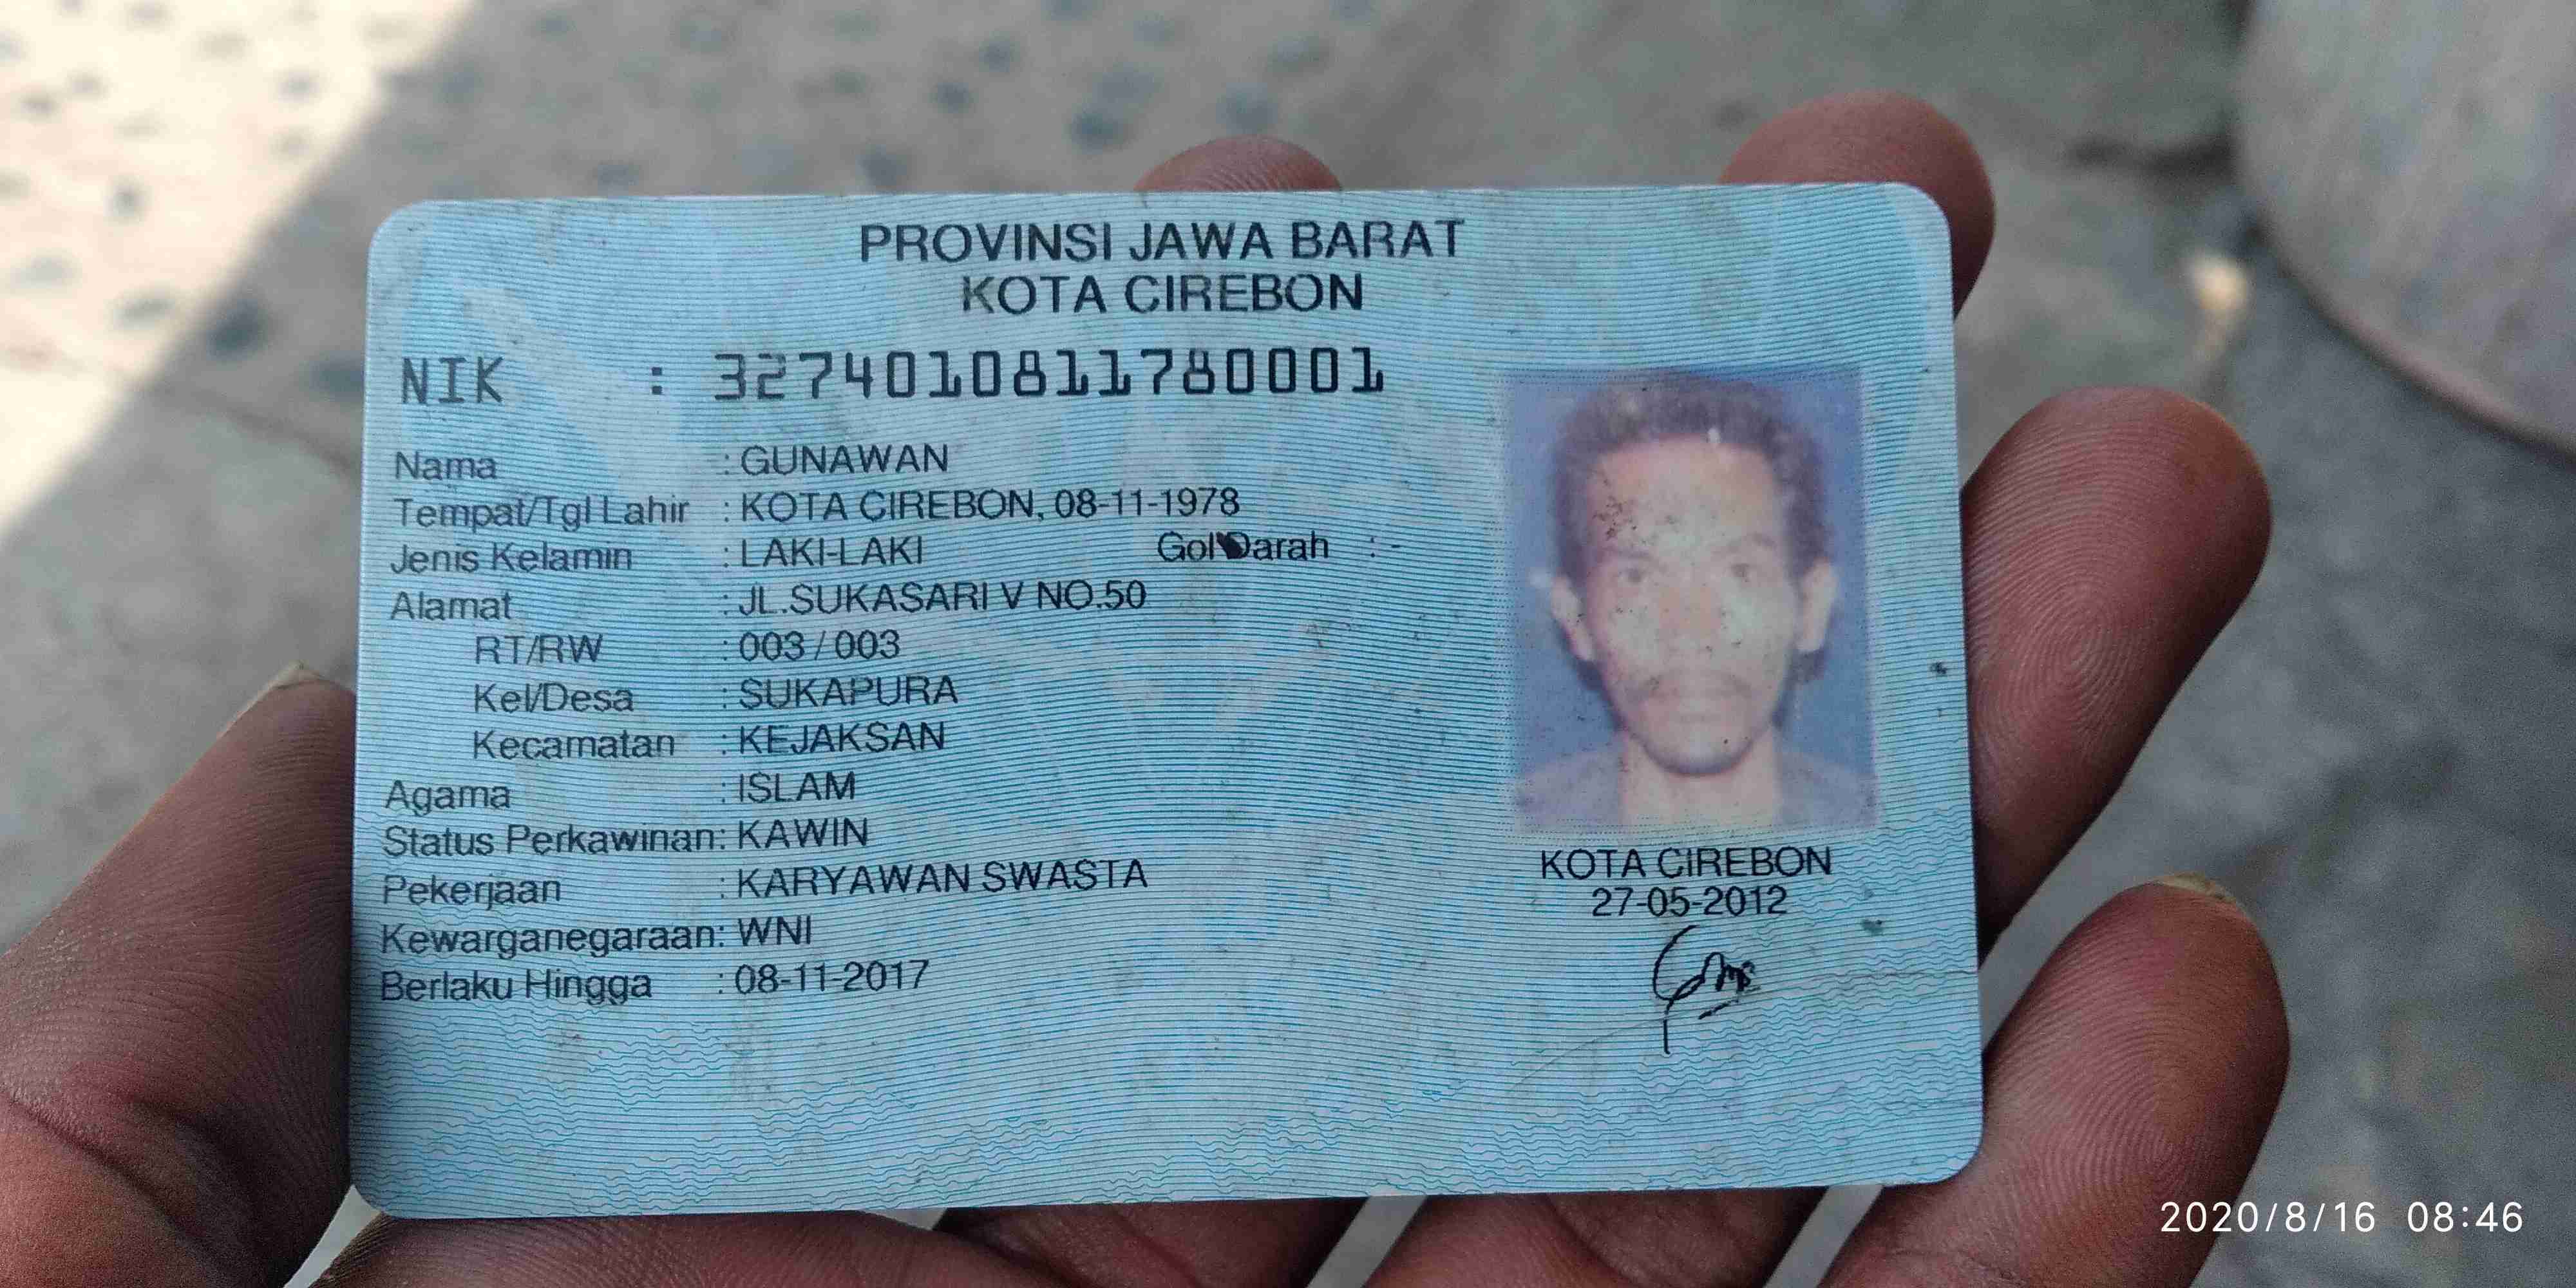 PROVINSI JAWA BARAT
KOTA CIREBON
NIK : 3274010811780001
Nama : GUNAWAN
Tempat/Tgl Lahir : KOTA CIREBON, 08-11-1978
Jenis Kelamin : LAKI-LAKI Gol Darah : -
Alamat : JL.SUKASARI V NO.50
RT/RW : 003 / 003
Kel/Desa : SUKAPURA
Kecamatan : KEJAKSAN
Agama : ISLAM
Status Perkawinan: KAWIN
Pekerjaan : KARYAWAN SWASTA
Kewarganegaraan: WNI
Berlaku Hingga : 08-11-2017
KOTA CIREBON
27-05-2012
2020/8/16 08:46